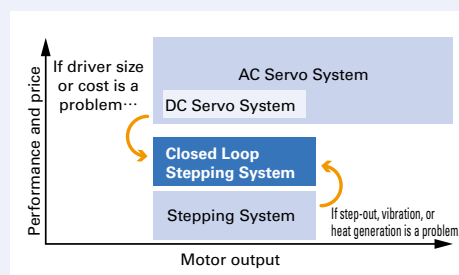 Performance and price
If driver size
or cost is a
problem…
AC Servo System
DC Servo System
Closed Loop
Stepping System
Stepping System
If step-out, vibration, or
heat generation is a problem
Motor output